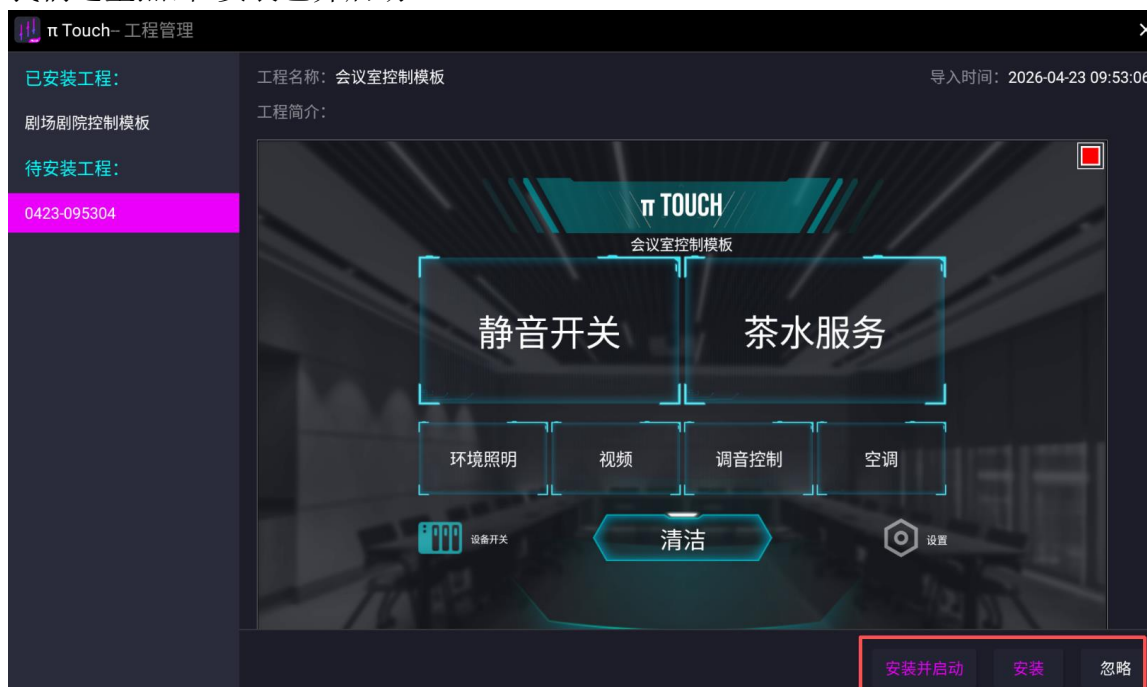 π Touch– 工程管理
已安装工程：
剧场剧院控制模板
待安装工程：
0423-095304
工程名称：会议室控制模板
导入时间：2026-04-23 09:53:06
工程简介：
π TOUCH
会议室控制模板
静音开关
茶水服务
环境照明
视频
调音控制
空调
设备开关
清洁
设置
安装并启动
安装
忽略